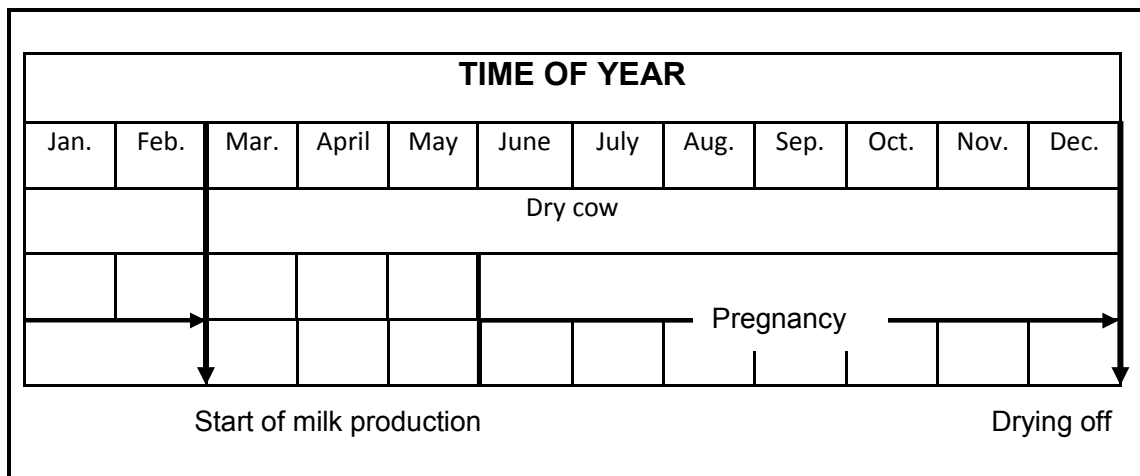 TIME OF YEAR
Jan. Feb. Mar. April May June July Aug. Sep. Oct. Nov. Dec.
Dry cow
Pregnancy
Start of milk production Drying off